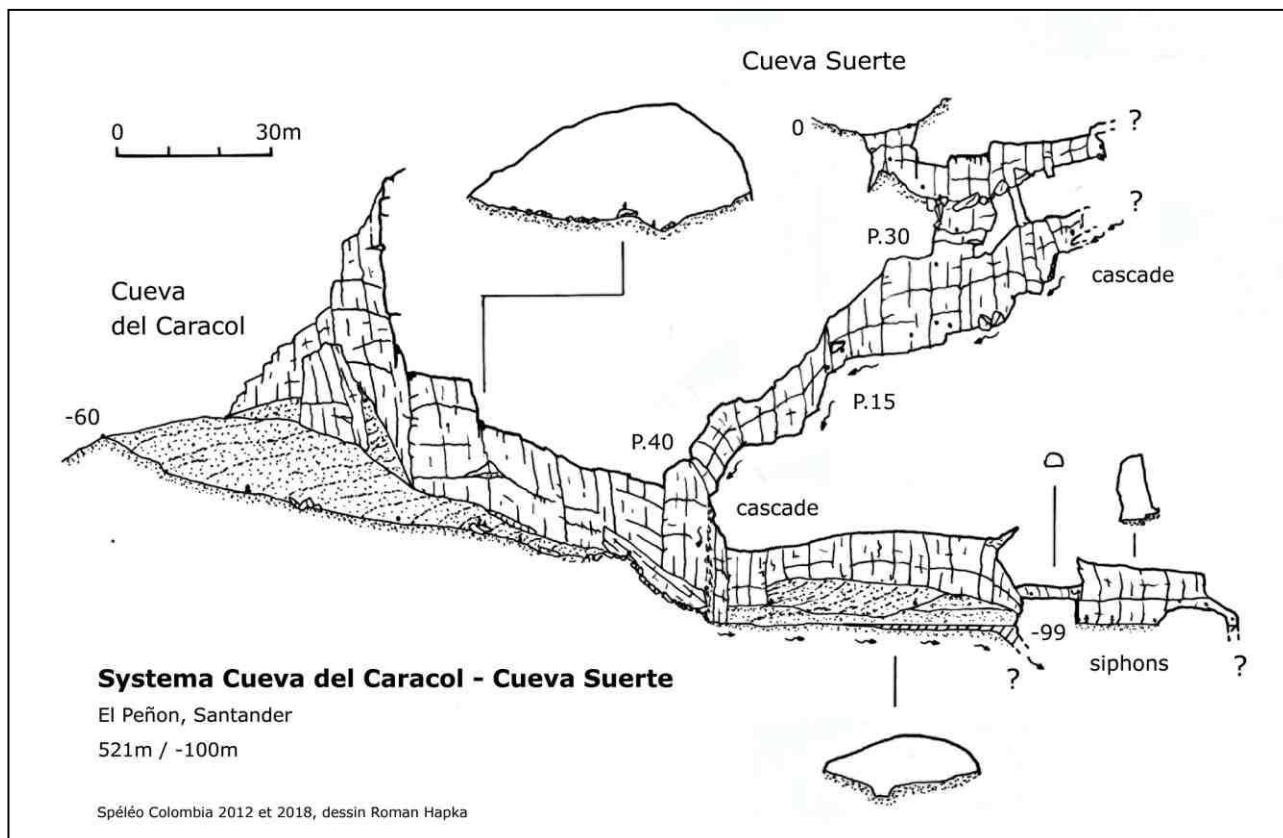 Cueva Suerte
0 30m
0
?
?
P.30
cascade
Cueva
del Caracol
-60
P.15
P.40
cascade
-99
siphons
?
?
Systema Cueva del Caracol - Cueva Suerte
El Peñon, Santander
521m / -100m
Spéléo Colombia 2012 et 2018, dessin Roman Hapka